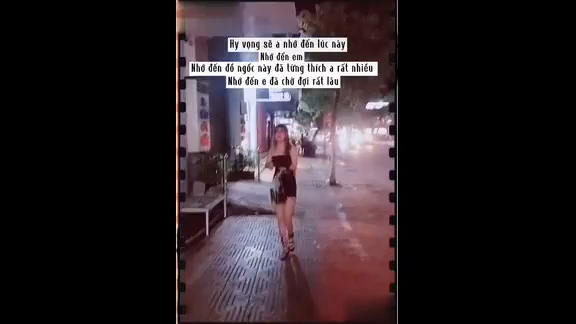 Hy vọng sẽ a nhớ đến lúc này
Nhớ đến em
Nhớ đến đồ ngốc này đã từng thích a rất nhiều
Nhớ đến e đã chờ đợi rất lâu